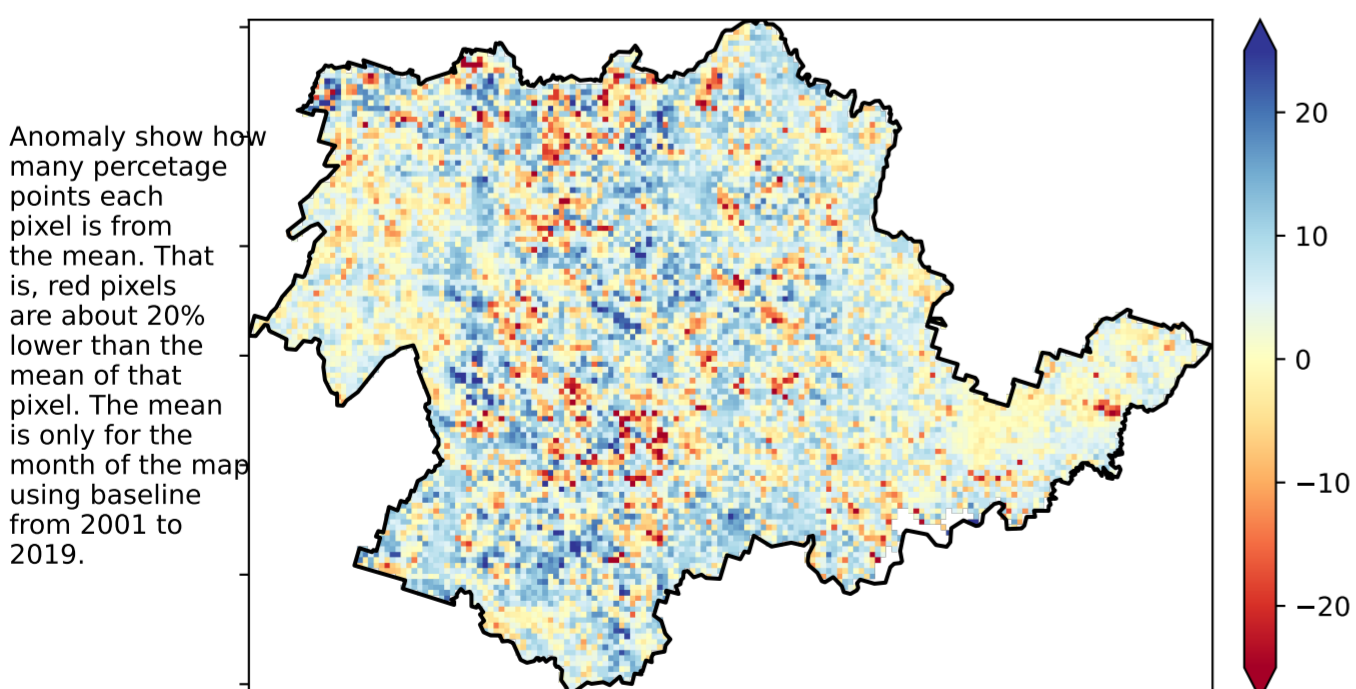 Anomaly show how
many percetage
points each
pixel is from
the mean. That
is, red pixels
are about 20%
lower than the
mean of that
pixel. The mean
is only for the
month of the map
using baseline
from 2001 to
2019.
20
10
0
−10
−20